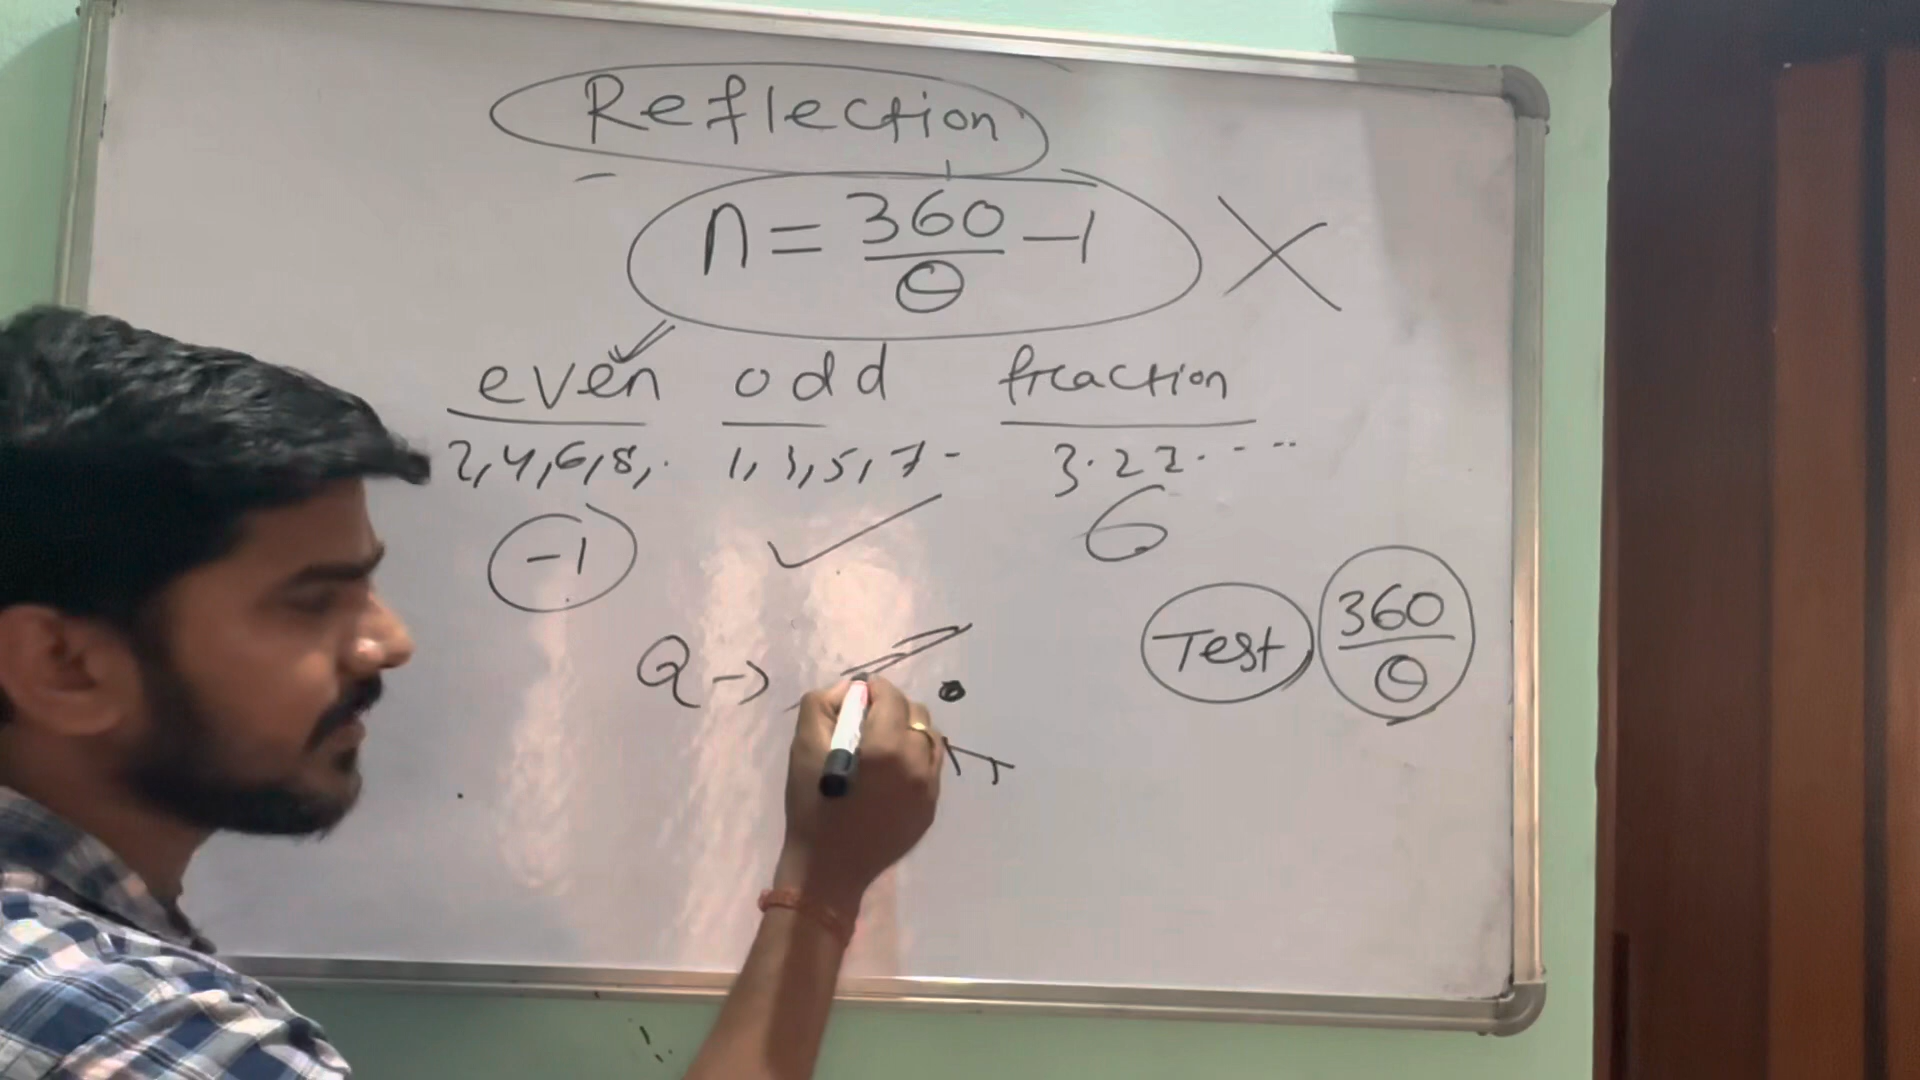 Reflection
n = 360/θ - 1 X
even odd fraction
2,4,6,8,. 1,3,5,7- 3.22.---
-1 ✓ G
Q→
Test 360/θ